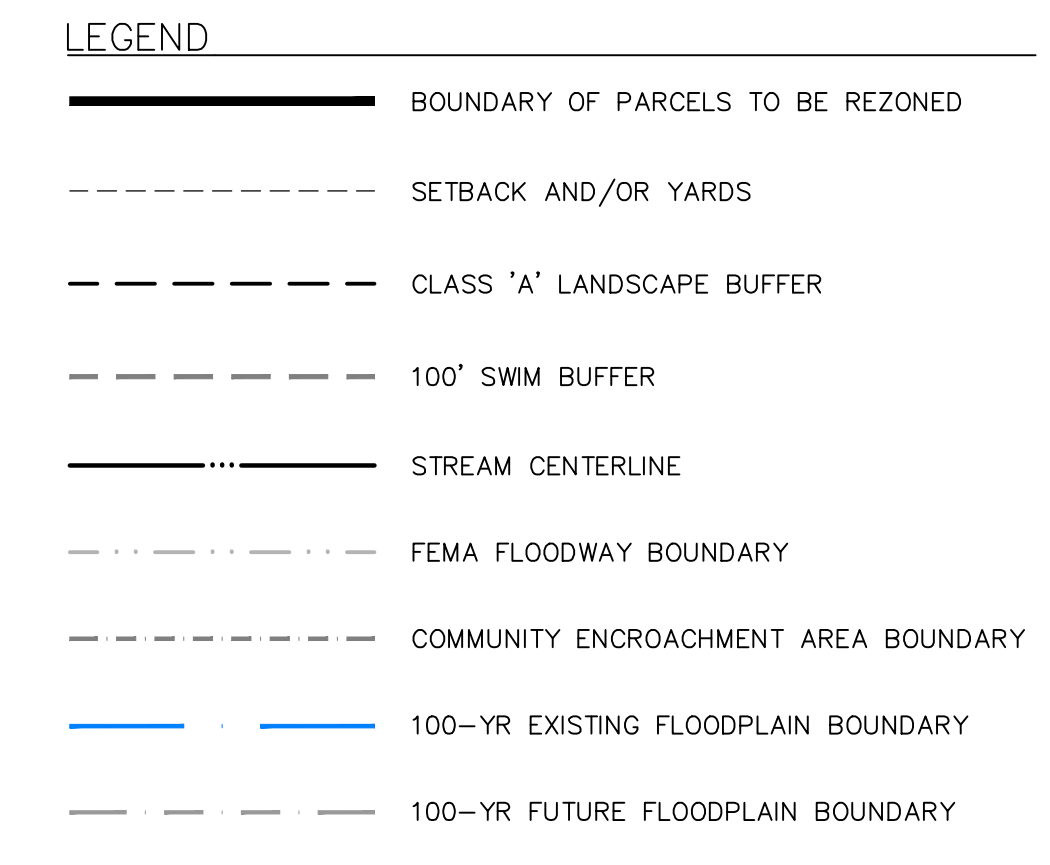 LEGEND
BOUNDARY OF PARCELS TO BE REZONED
SETBACK AND/OR YARDS
CLASS 'A' LANDSCAPE BUFFER
100' SWIM BUFFER
STREAM CENTERLINE
FEMA FLOODWAY BOUNDARY
COMMUNITY ENCROACHMENT AREA BOUNDARY
100-YR EXISTING FLOODPLAIN BOUNDARY
100-YR FUTURE FLOODPLAIN BOUNDARY